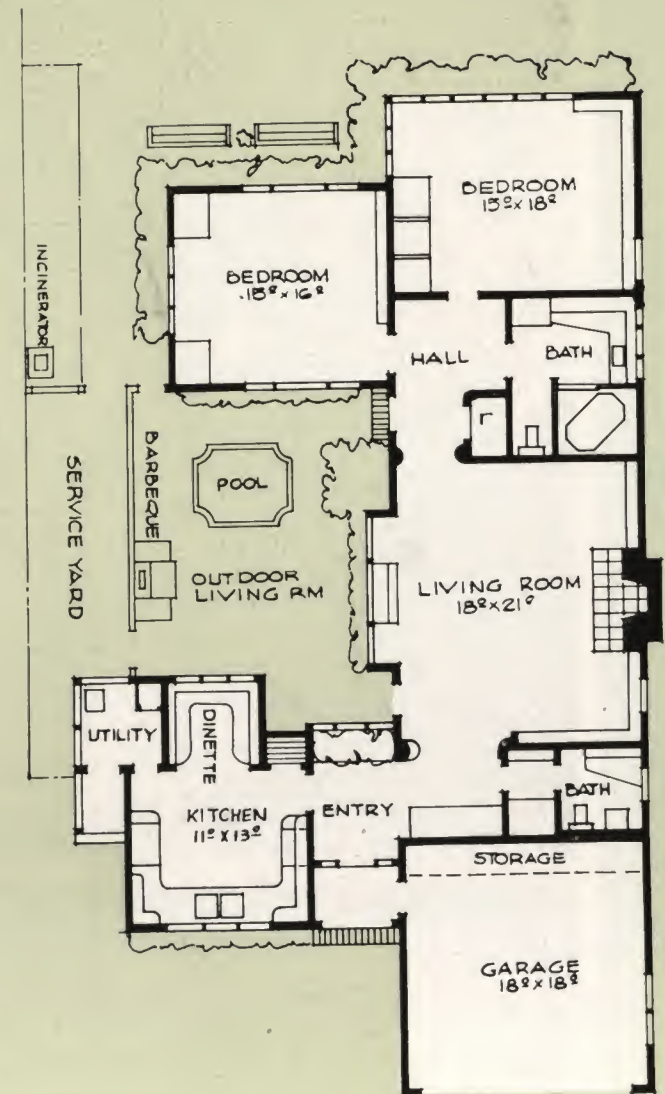 BEDROOM
15⁰ x 18⁰
BEDROOM
15⁰ x 16⁰
INCINERATOR
HALL
BATH
L
BARBEQUE
POOL
SERVICE YARD
OUTDOOR
LIVING RM
LIVING ROOM
18⁰ x 21⁰
UTILITY
DINETTE
KITCHEN
11⁰ x 13⁰
ENTRY
BATH
STORAGE
GARAGE
18⁰ x 18⁰